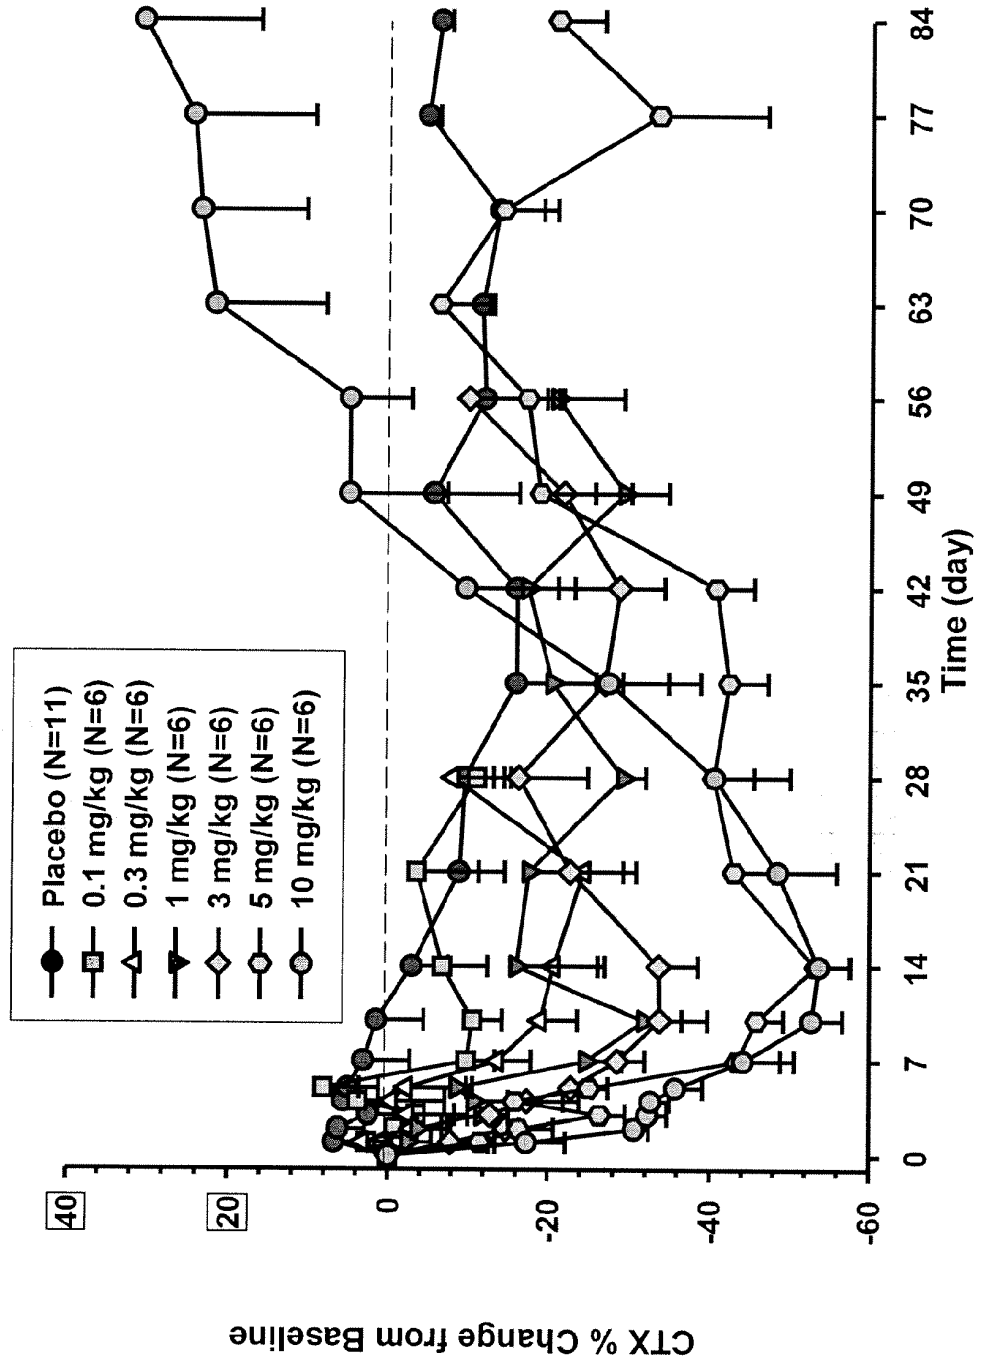 CTX % Change from Baseline
40
20
0
-20
-40
-60
Placebo (N=11)
0.1 mg/kg (N=6)
0.3 mg/kg (N=6)
1 mg/kg (N=6)
3 mg/kg (N=6)
5 mg/kg (N=6)
10 mg/kg (N=6)
0 7 14 21 28 35 42 49 56 63 70 77 84
Time (day)